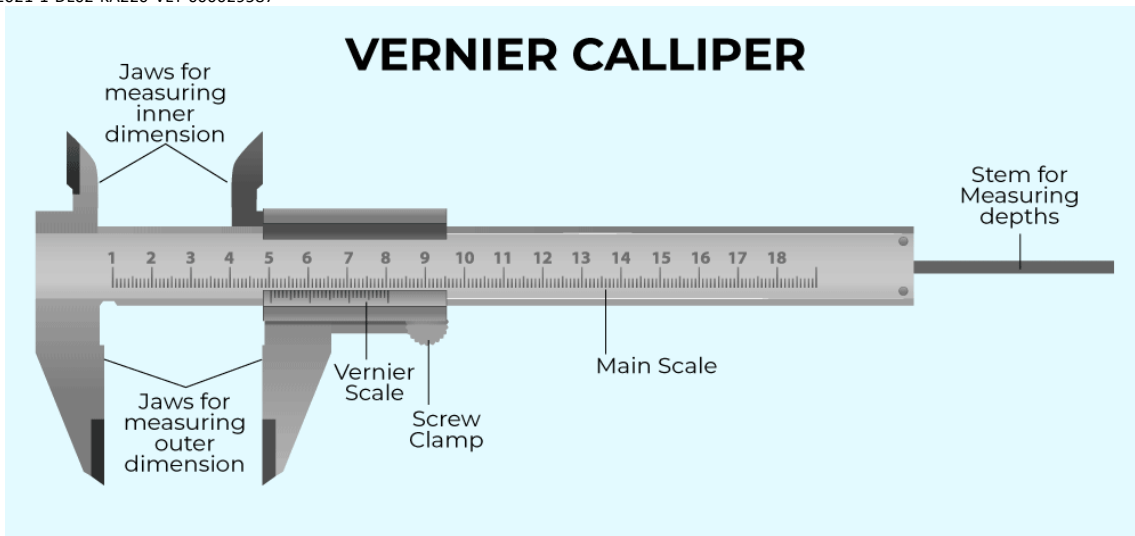 VERNIER CALLIPER
Jaws for
measuring
inner
dimension
Stem for
Measuring
depths
1 2 3 4 5 6 7 8 9 10 11 12 13 14 15 16 17 18
Main Scale
Vernier
Scale
Screw
Clamp
Jaws for
measuring
outer
dimension